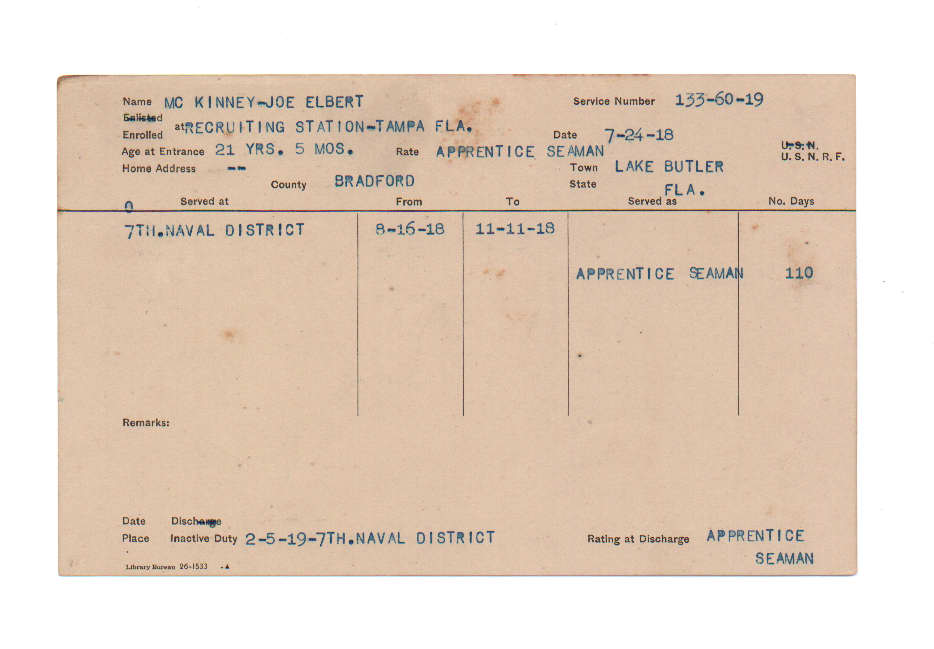 Name MC KINNEY-JOE ELBERT Service Number 133-60-19
Enlisted
Enrolled at RECRUITING STATION-TAMPA FLA. Date 7-24-18
Age at Entrance 21 YRS. 5 MOS. Rate APPRENTICE SEAMAN U.S.N. U.S.N.R.F.
Home Address -- Town LAKE BUTLER
County BRADFORD State FLA.
0 Served at From To Served as No. Days
7TH.NAVAL DISTRICT 8-16-18 11-11-18
APPRENTICE SEAMAN 110
Remarks:
Date Discharge
Place Inactive Duty 2-5-19-7TH.NAVAL DISTRICT Rating at Discharge APPRENTICE
SEAMAN
Library Bureau 26-1533 -A